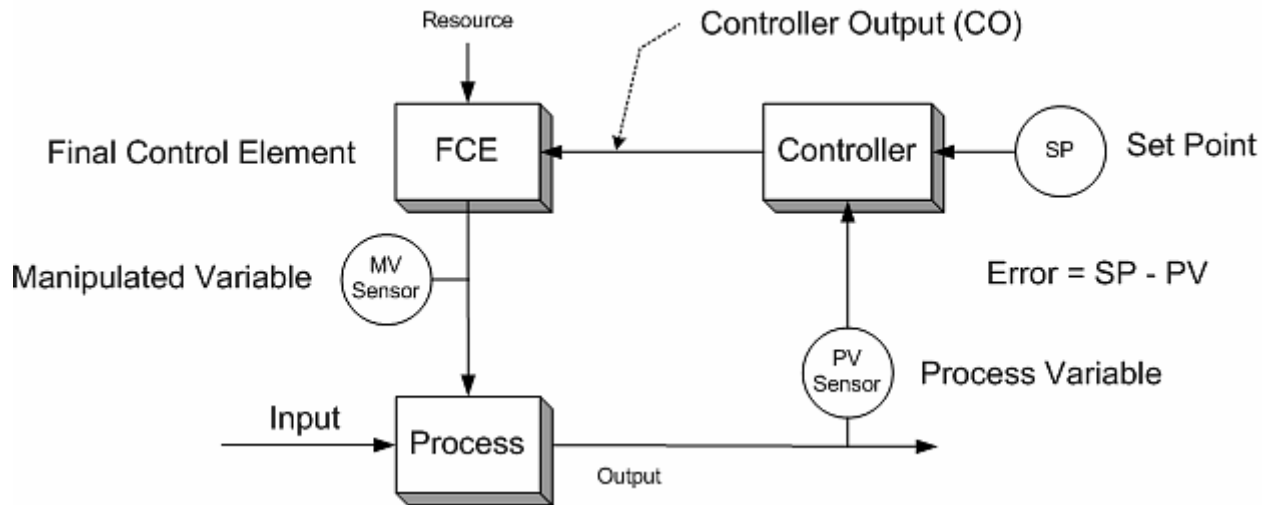 Resource
Controller Output (CO)
Final Control Element
FCE
Controller
SP
Set Point
Manipulated Variable
MV
Sensor
Error = SP - PV
PV
Sensor
Process Variable
Input
Process
Output